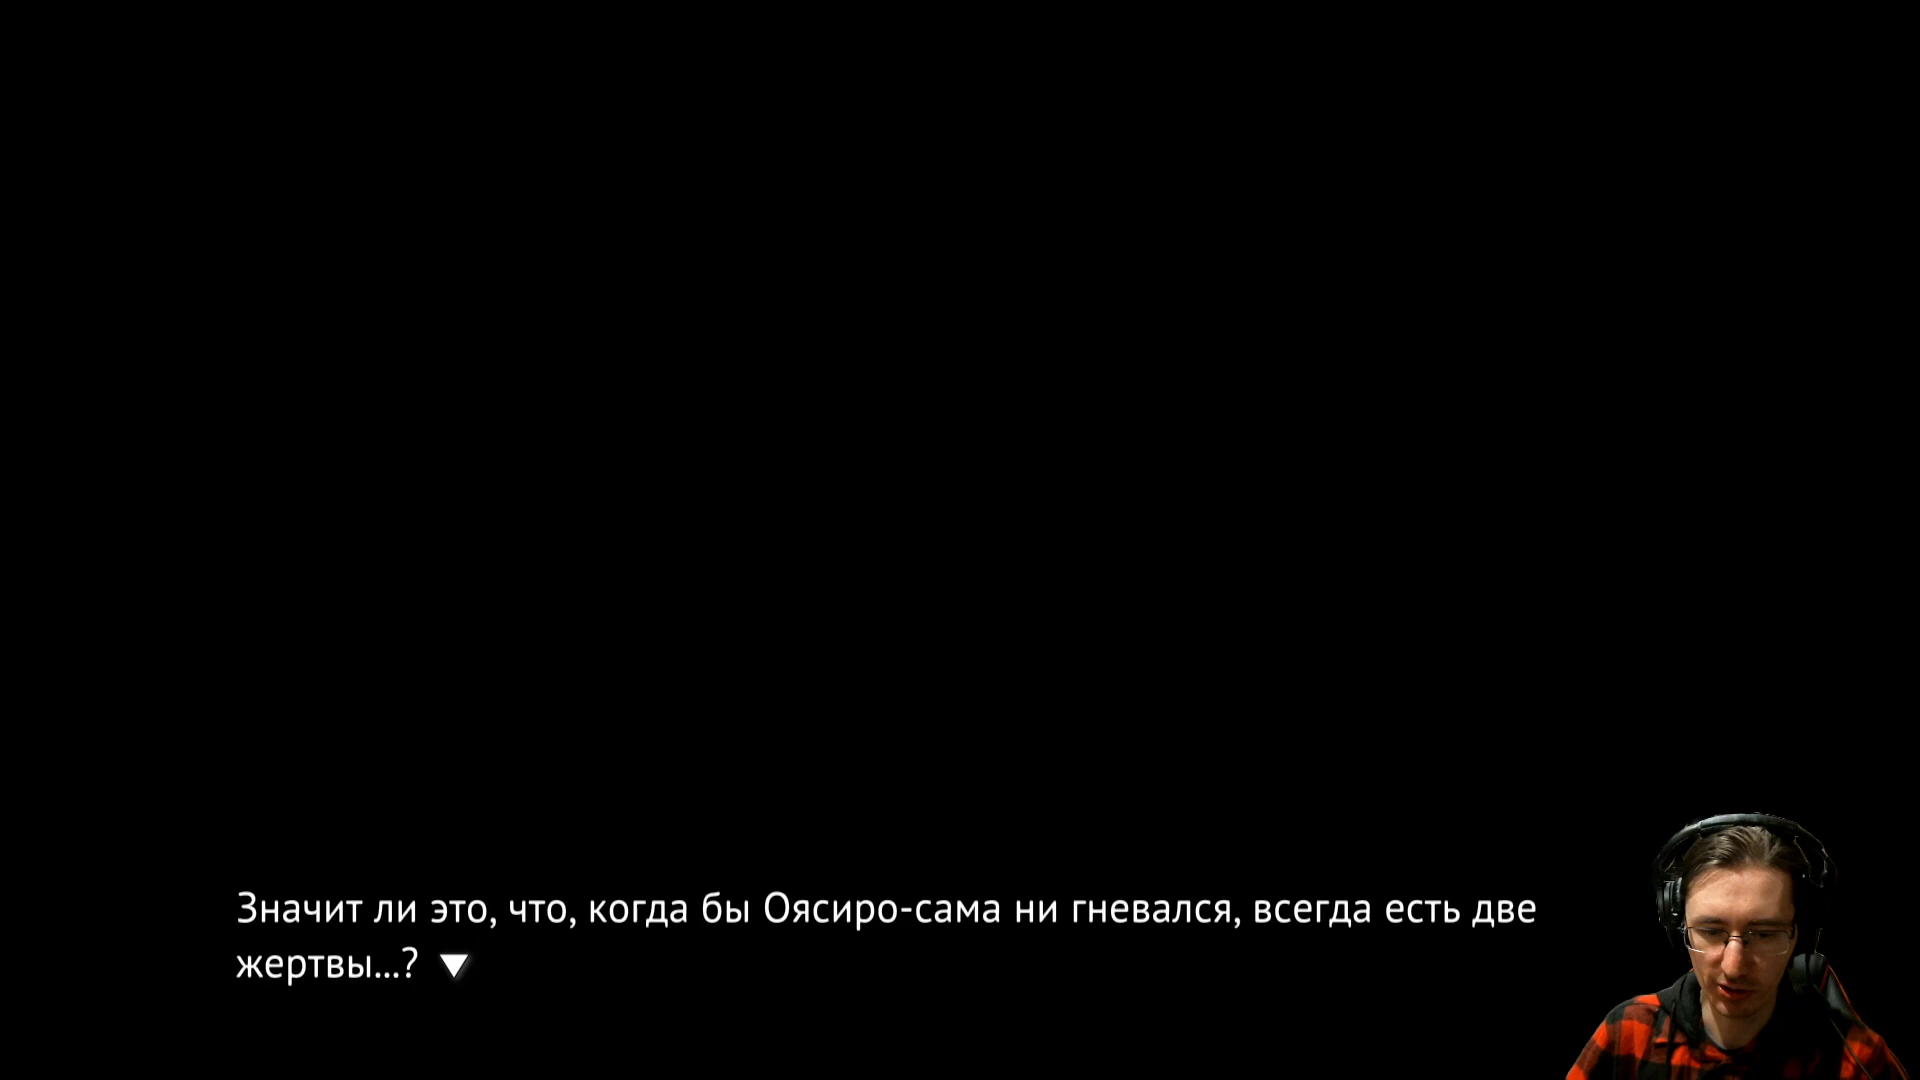 Значит ли это, что, когда бы Оясиро-сама ни гневался, всегда есть две
жертвы...?